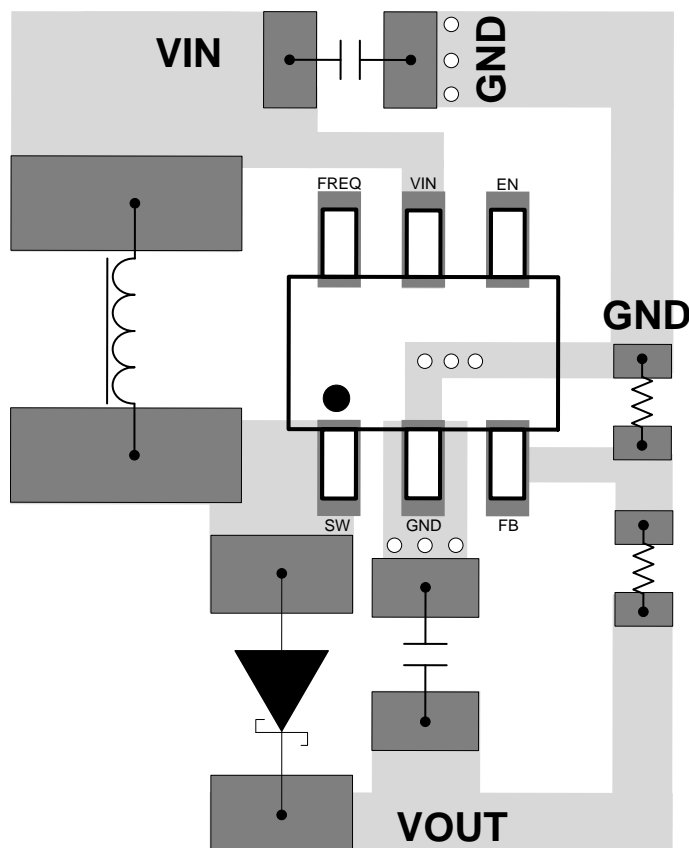 VIN
GND
FREQ
VIN
EN
GND
SW
GND
FB
VOUT